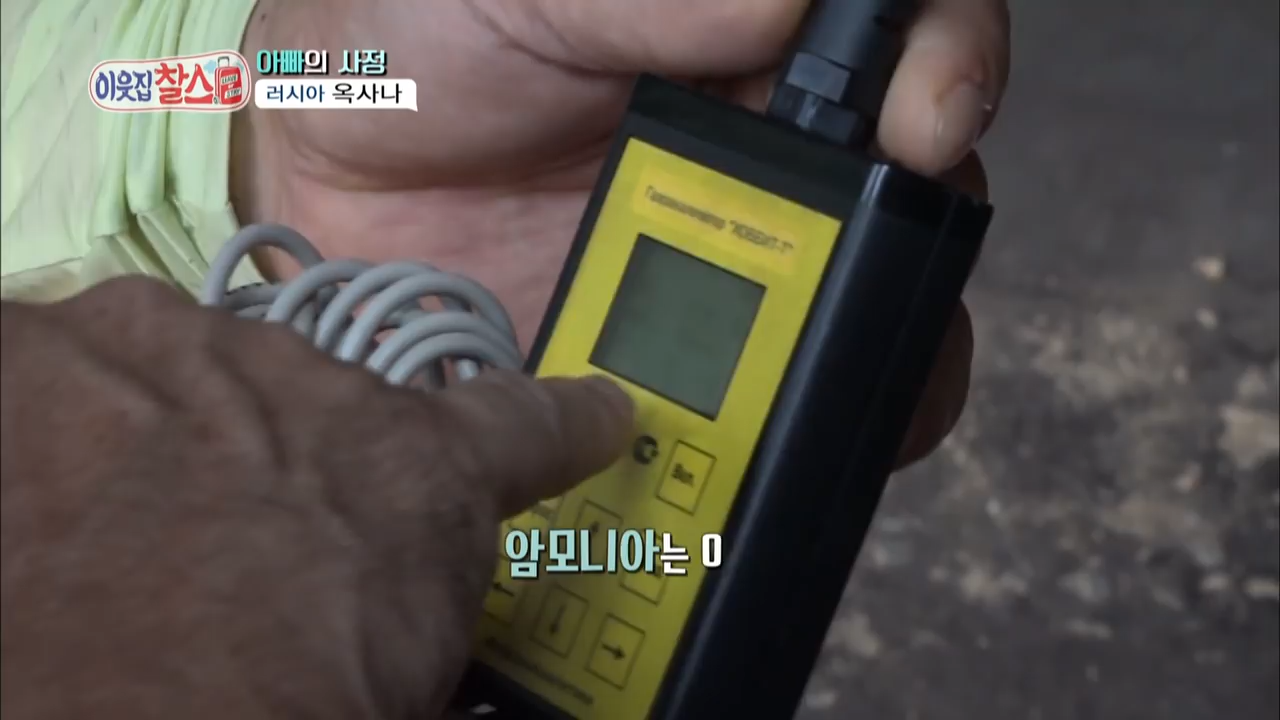 이웃집 찰스
아빠의 사정
러시아 옥사나
Вкл.
암모니아는 0